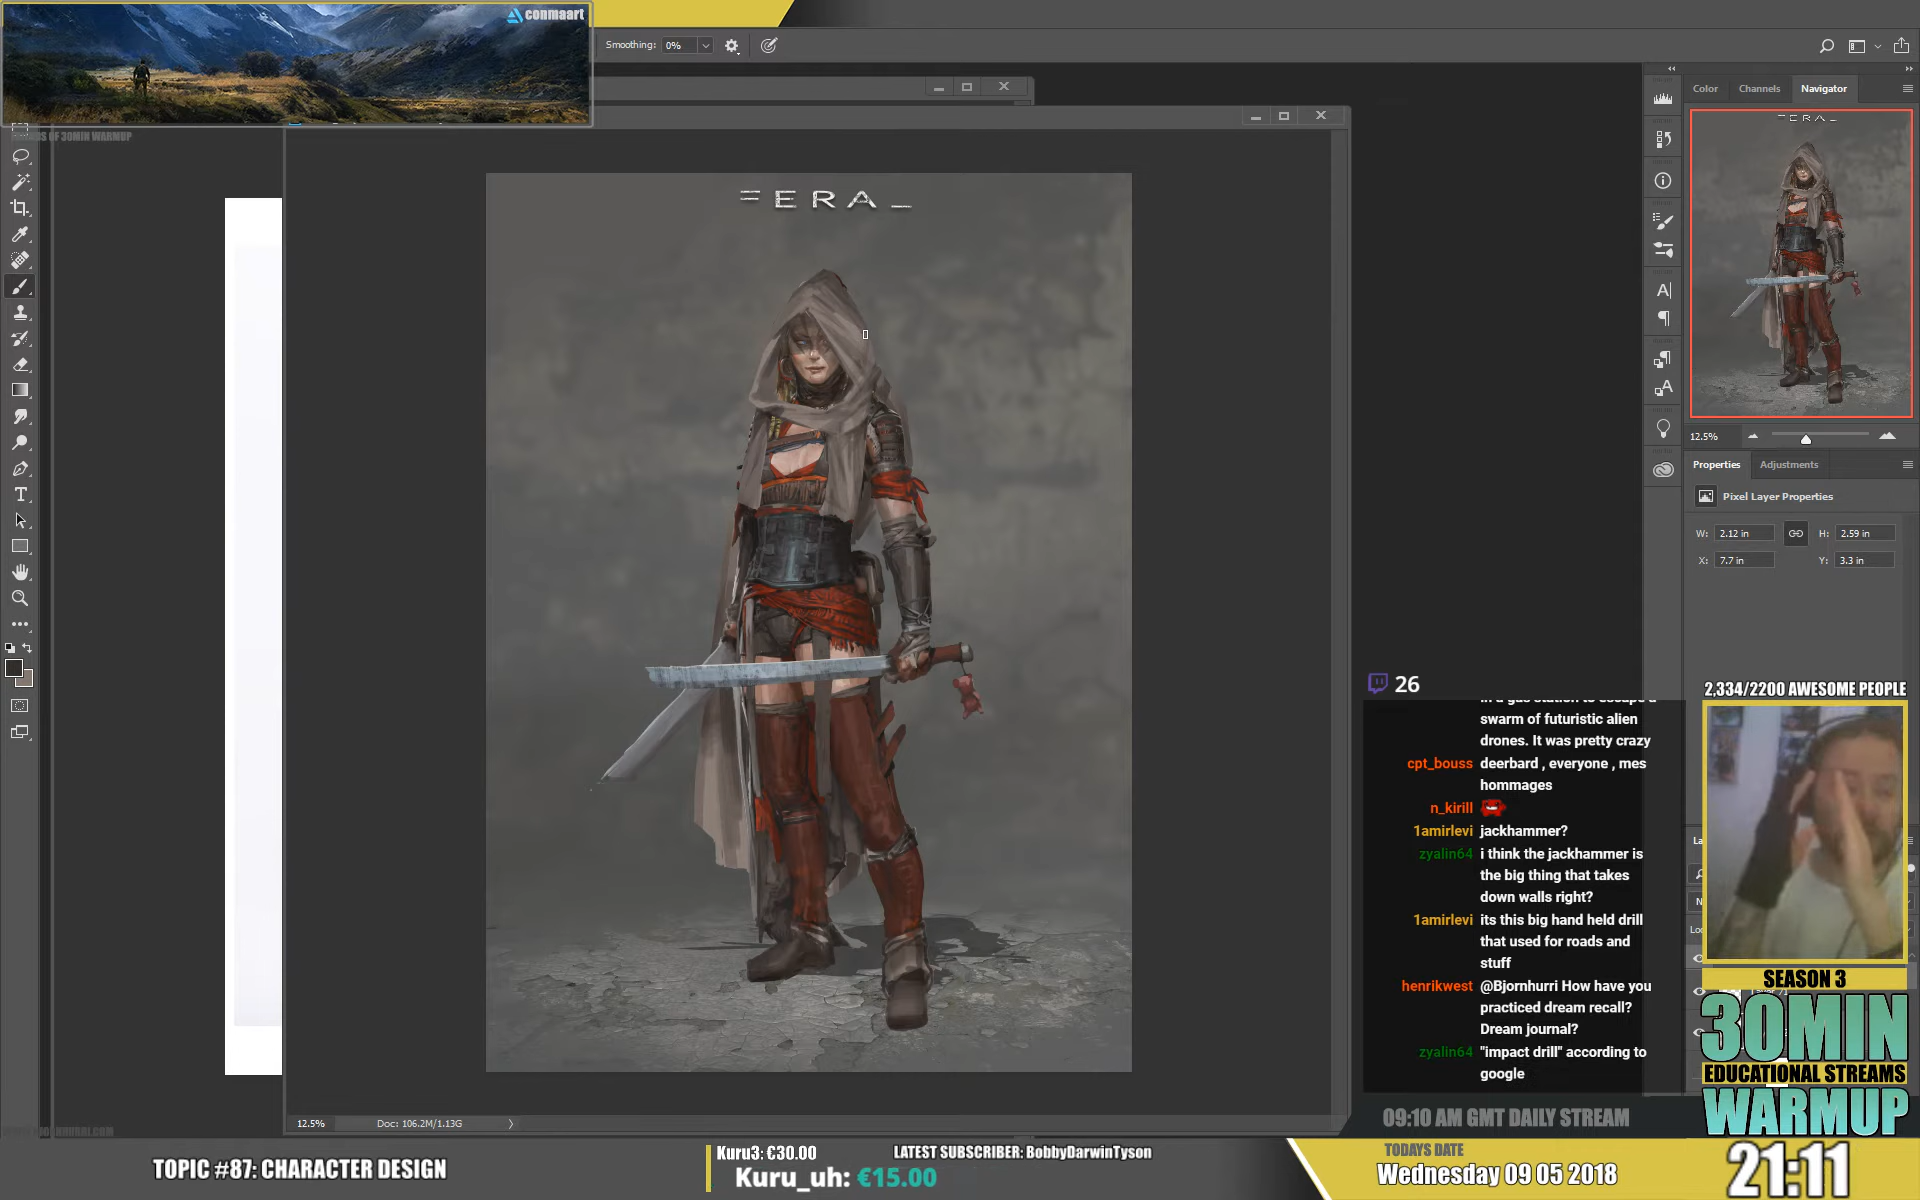 conmaart
Smoothing: 0%
OF 30MIN WARMUP
Color Channels Navigator
=ERA_
=ERA_
12.5%
Properties Adjustments
Pixel Layer Properties
W: 2.12 in H: 2.59 in
X: 7.7 in Y: 3.3 in
26
2,334/2200 AWESOME PEOPLE
swarm of futuristic alien
drones. It was pretty crazy
cpt_bouss deerbard , everyone , mes
hommages
n_kirill
1amirlevi jackhammer?
zyalin64 i think the jackhammer is
the big thing that takes
down walls right?
1amirlevi its this big hand held drill
that used for roads and
stuff
henrikwest @Bjornhurri How have you
practiced dream recall?
Dream journal?
zyalin64 "impact drill" according to
google
SEASON 3
30MIN
EDUCATIONAL STREAMS
WARMUP
12.5% Doc: 106.2M/1.13G
09:10 AM GMT DAILY STREAM
TOPIC #87: CHARACTER DESIGN
Kuru3: €30.00
Kuru_uh: €15.00
LATEST SUBSCRIBER: BobbyDarwinTyson
TODAYS DATE
Wednesday 09 05 2018
21:11